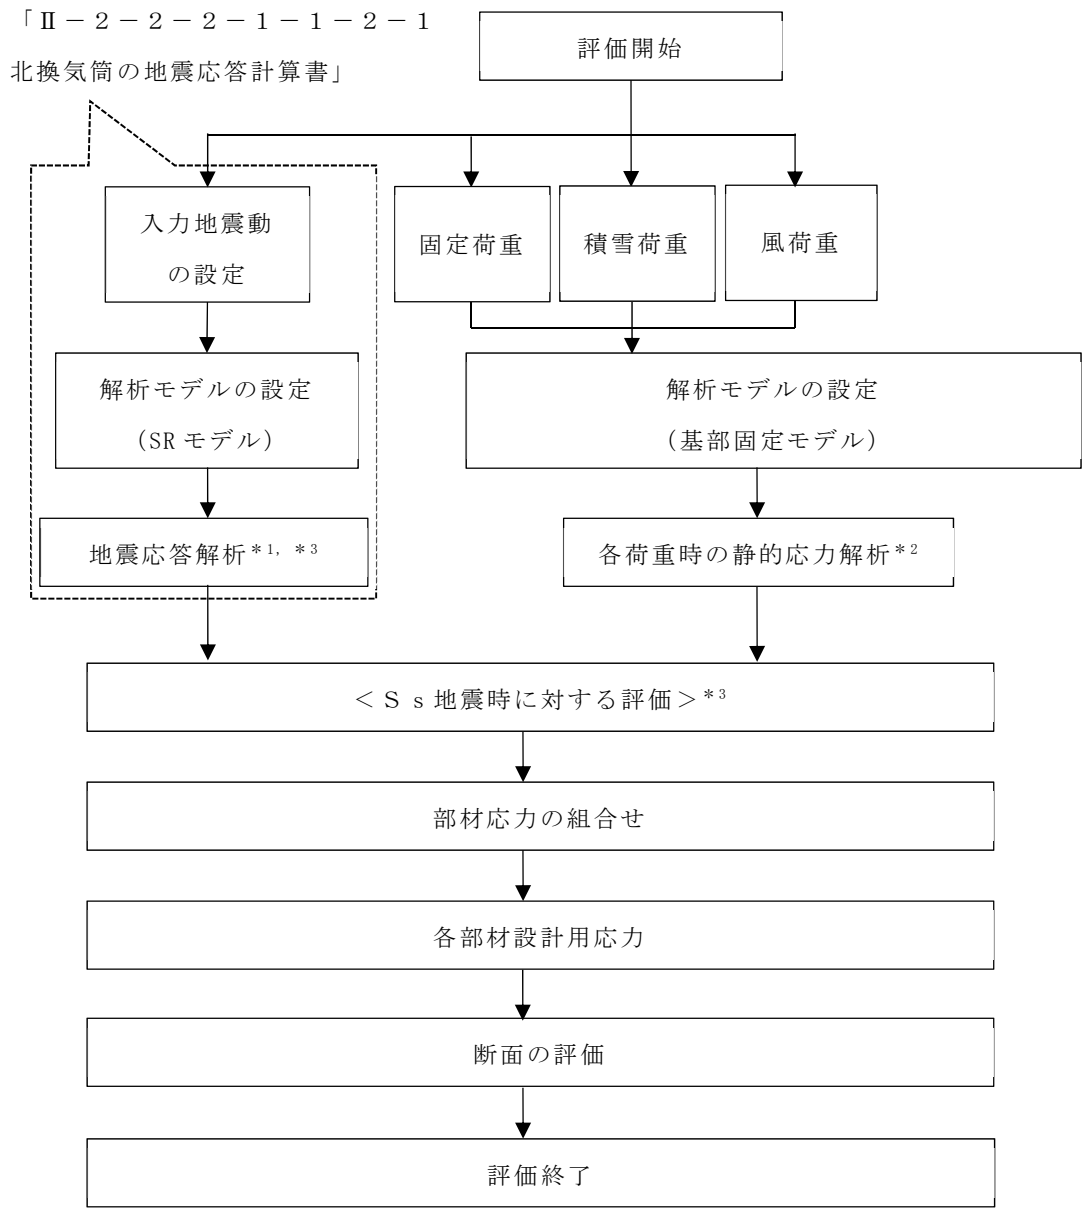 「Ⅱ－２－２－２－１－１－２－１
北換気筒の地震応答計算書」
評価開始
入力地震動
の設定
固定荷重
積雪荷重
風荷重
解析モデルの設定
（SRモデル）
解析モデルの設定
（基部固定モデル）
地震応答解析*1, *3
各荷重時の静的応力解析*2
＜Ｓｓ地震時に対する評価＞*3
部材応力の組合せ
各部材設計用応力
断面の評価
評価終了